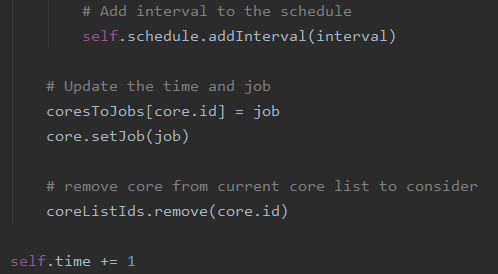 # Add interval to the schedule
self.schedule.addInterval(interval)
# Update the time and job
coresToJobs[core.id] = job
core.setJob(job)
# remove core from current core list to consider
coreListIds.remove(core.id)
self.time += 1